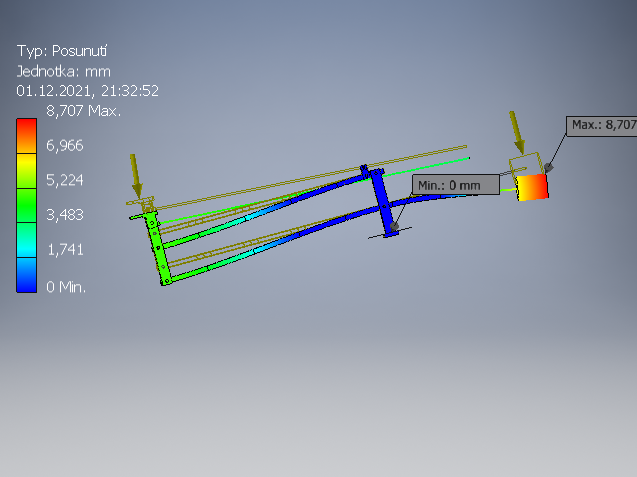 Typ: Posunutí
Jednotka: mm
01.12.2021, 21:32:52
8,707 Max.
6,966
5,224
3,483
1,741
0 Min.
Min.: 0 mm
Max.: 8,707